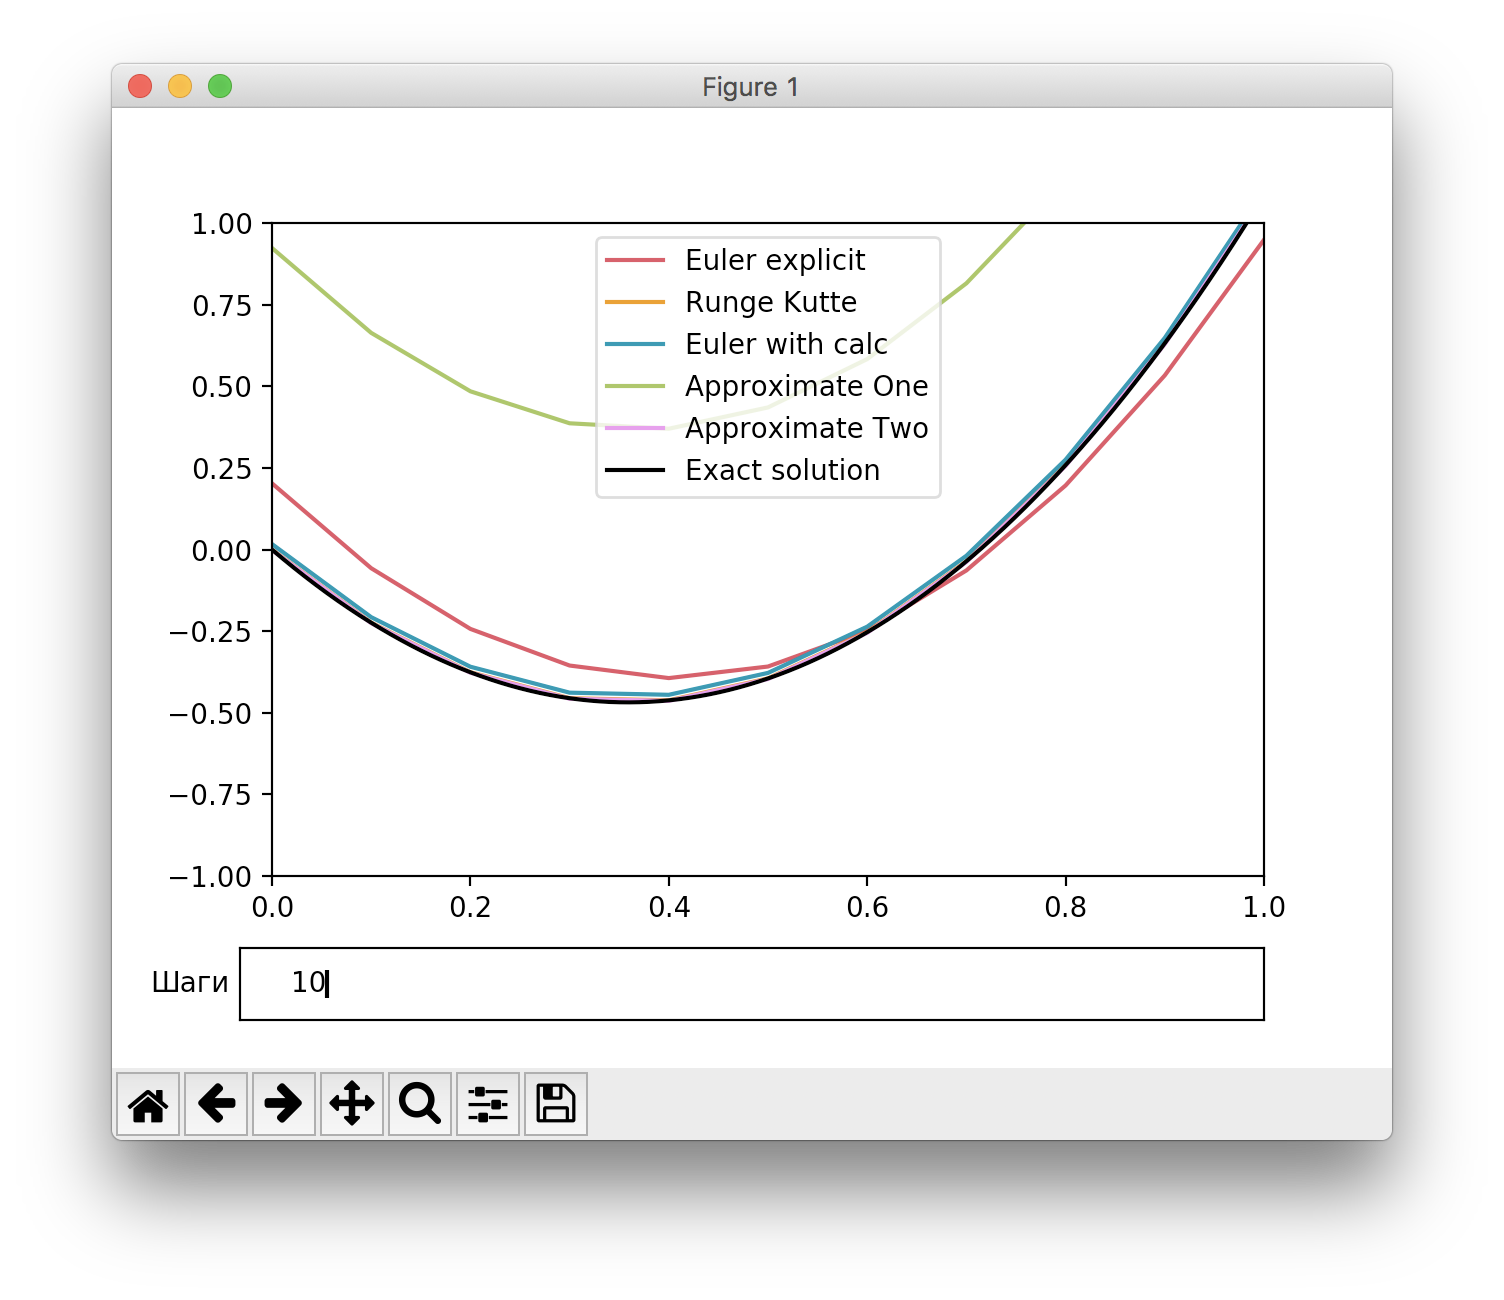 Figure 1
1.00
0.75
0.50
0.25
0.00
−0.25
−0.50
−0.75
−1.00
Euler explicit
Runge Kutte
Euler with calc
Approximate One
Approximate Two
Exact solution
0.0 0.2 0.4 0.6 0.8 1.0
Шаги 10